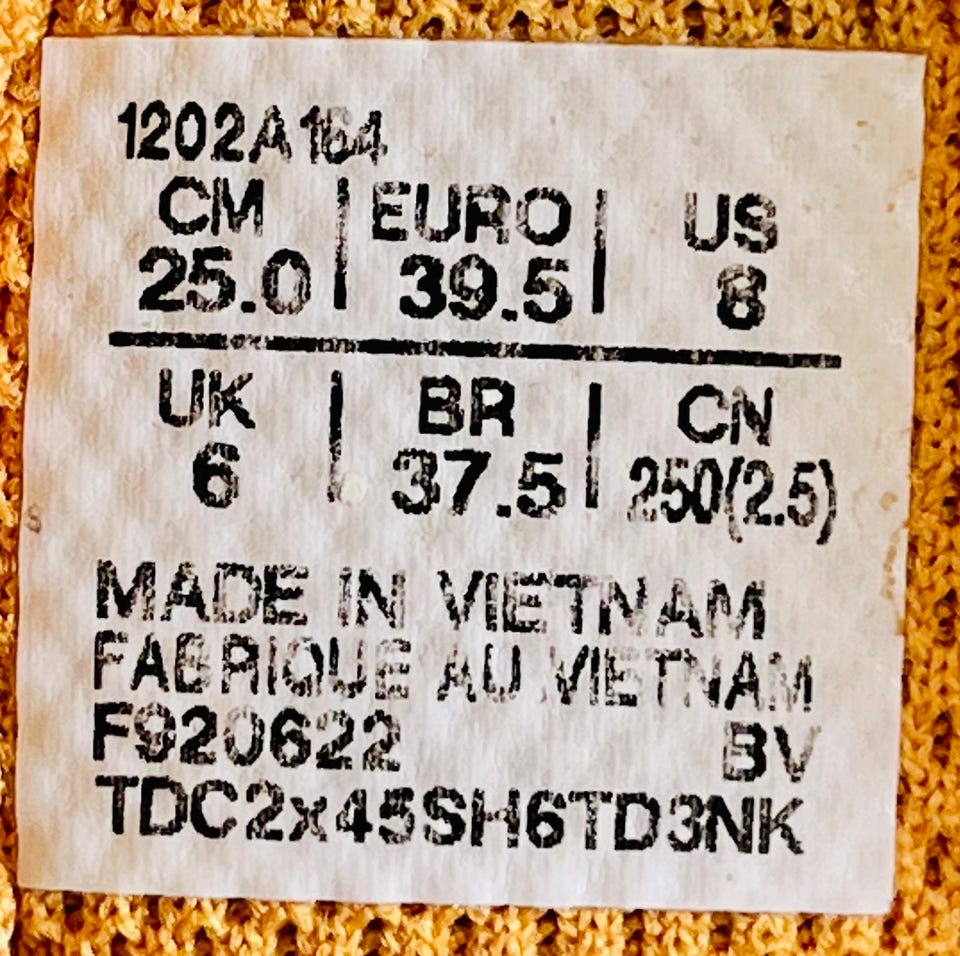 1202A164
CM | EURO | US
25.0 | 39.5 | 8
UK | BR | CN
6 | 37.5 | 250(2.5)
MADE IN VIETNAM
FABRIQUE AU VIETNAM
F920622 BV
TDC2x45SH6TD3NK